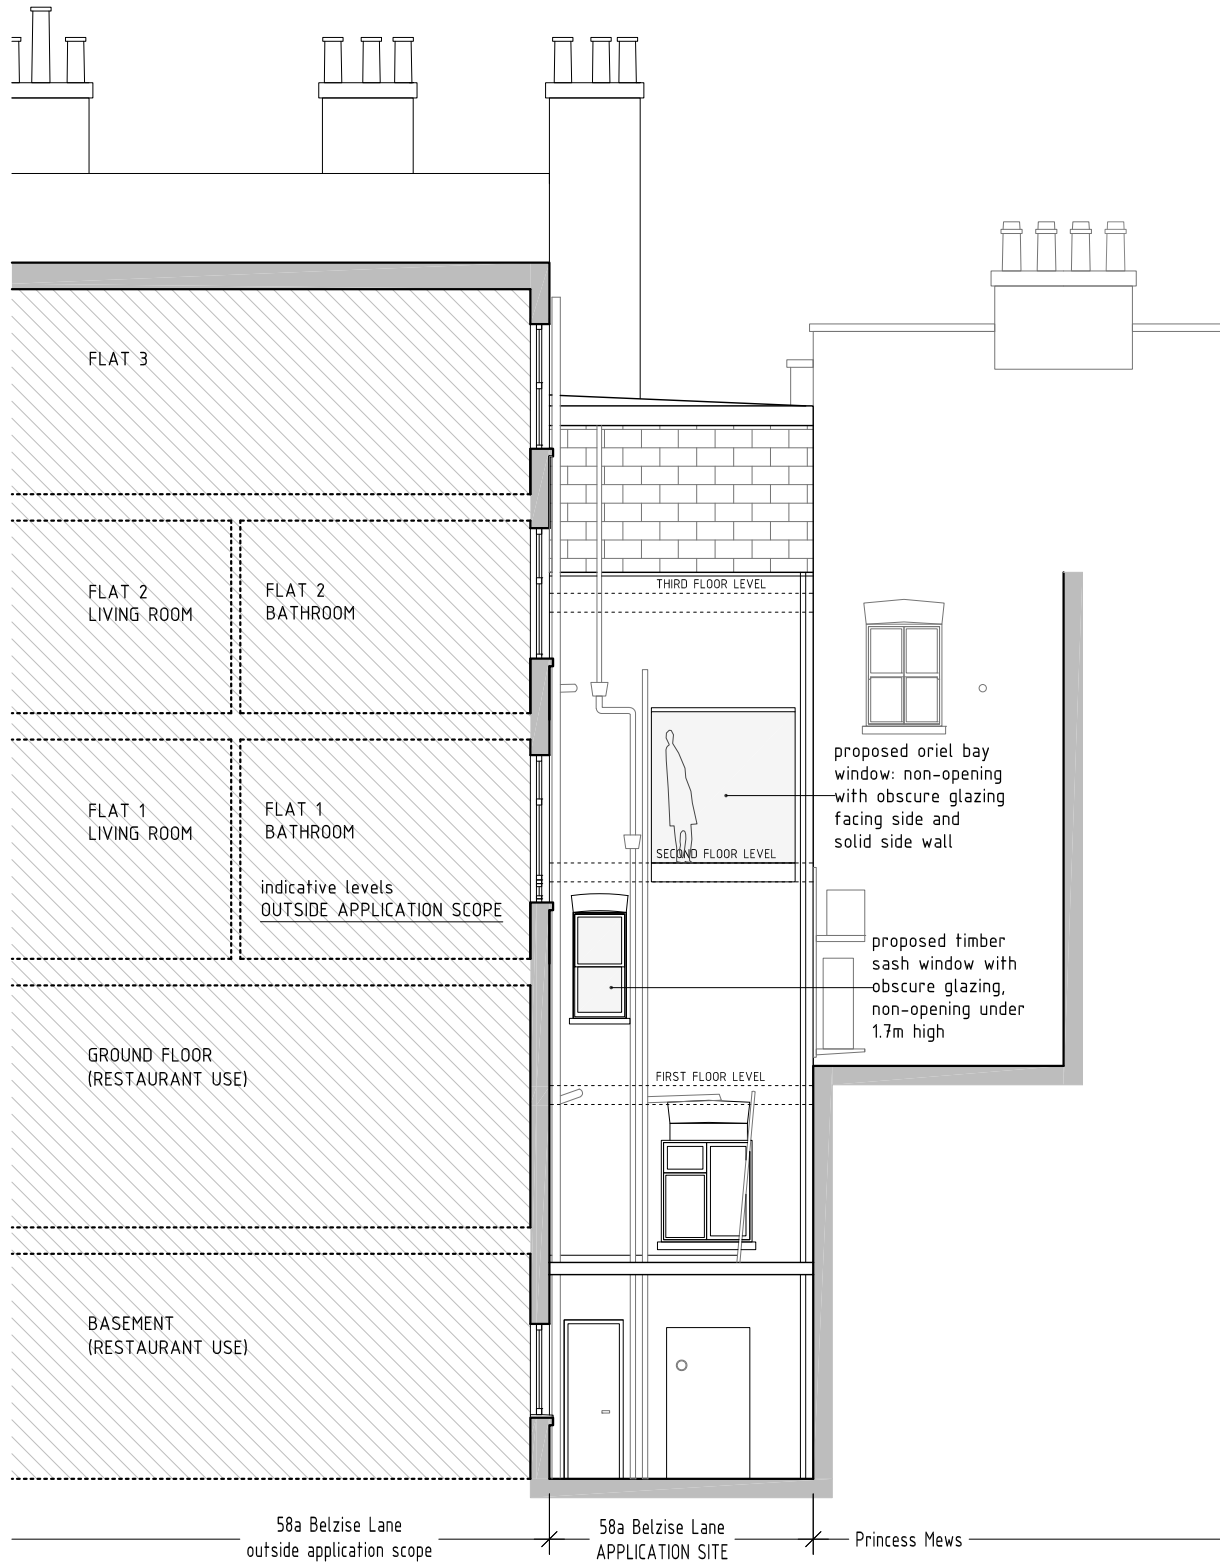 FLAT 3
THIRD FLOOR LEVEL
FLAT 2
LIVING ROOM
FLAT 2
BATHROOM
proposed oriel bay
window: non-opening
with obscure glazing
facing side and
solid side wall
FLAT 1
LIVING ROOM
FLAT 1
BATHROOM
SECOND FLOOR LEVEL
indicative levels
OUTSIDE APPLICATION SCOPE
proposed timber
sash window with
obscure glazing,
non-opening under
1.7m high
GROUND FLOOR
(RESTAURANT USE)
FIRST FLOOR LEVEL
BASEMENT
(RESTAURANT USE)
58a Belzise Lane
outside application scope
58a Belzise Lane
APPLICATION SITE
Princess Mews